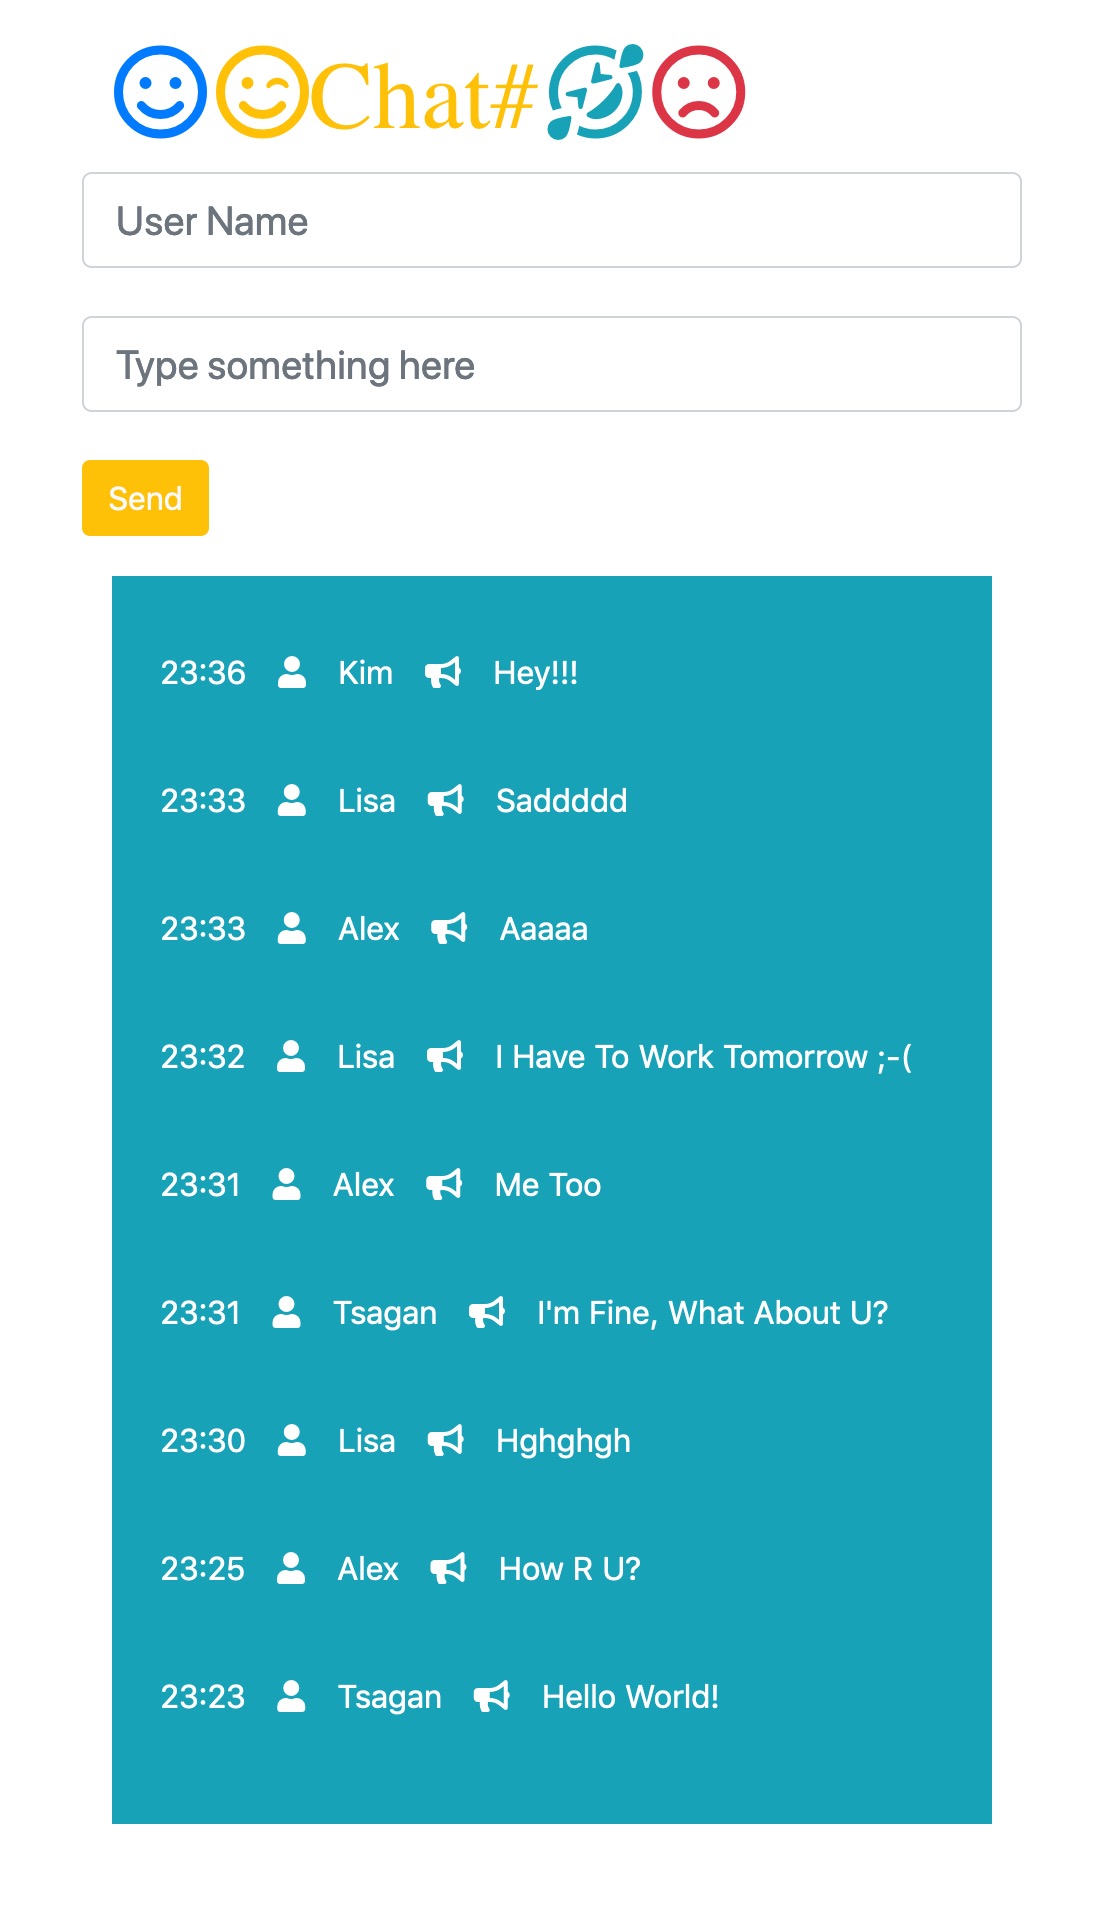 Chat#
User Name
Type something here
Send
23:36 Kim Hey!!!
23:33 Lisa Saddddd
23:33 Alex Aaaaa
23:32 Lisa I Have To Work Tomorrow ;-(
23:31 Alex Me Too
23:31 Tsagan I'm Fine, What About U?
23:30 Lisa Hghghgh
23:25 Alex How R U?
23:23 Tsagan Hello World!